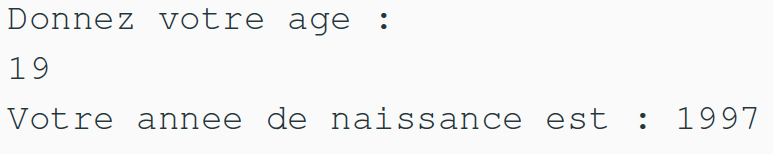 Donnez votre age :
19
Votre annee de naissance est : 1997